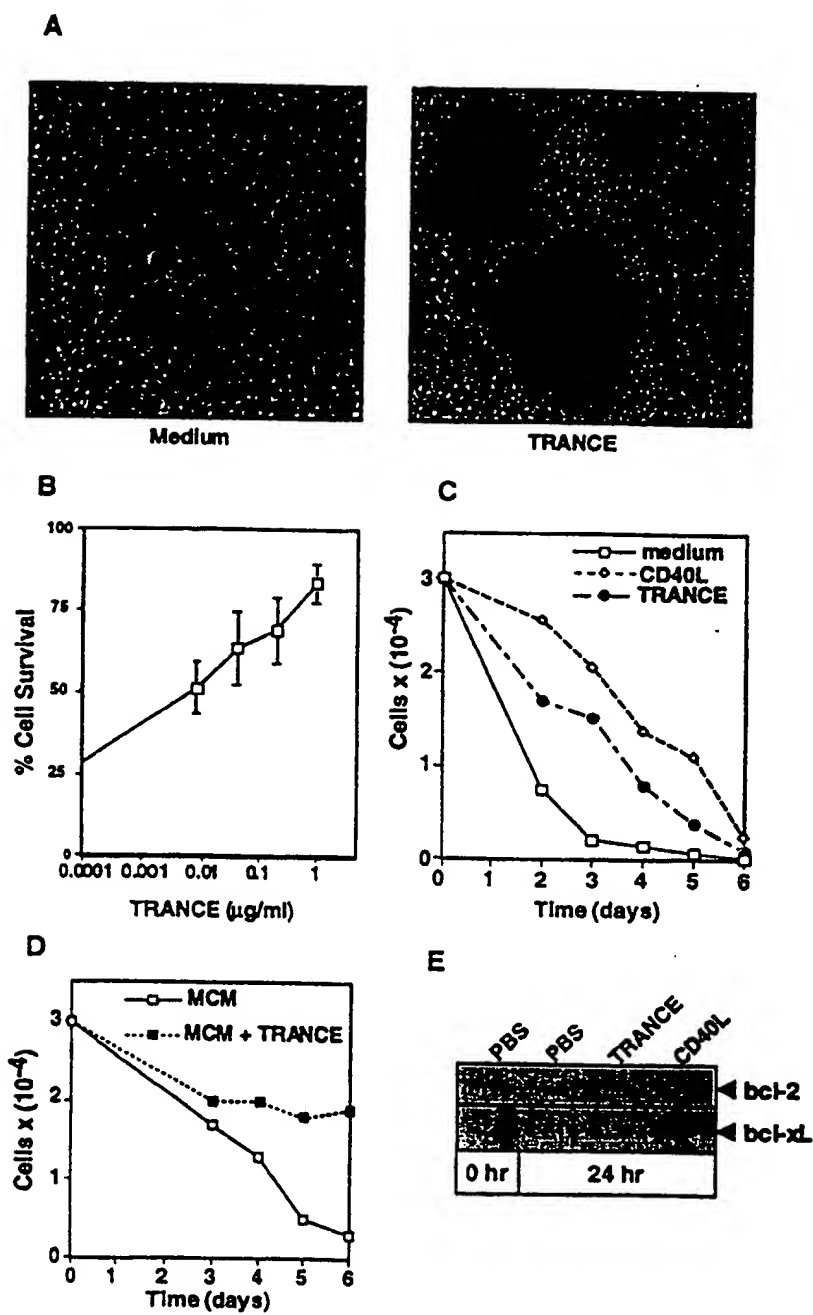 A
Medium
TRANCE
B
100
75
50
25
0
% Cell Survival
0.0001 0.001 0.01 0.1 1
TRANCE (µg/ml)
C
medium
CD40L
TRANCE
3
2
1
0
Cells x (10⁻⁴)
0 1 2 3 4 5 6
Time (days)
D
MCM
MCM + TRANCE
3
2
1
0
Cells x (10⁻⁴)
0 1 2 3 4 5 6
Time (days)
E
PBS PBS TRANCE CD40L
bcl-2
bcl-xL
0 hr 24 hr